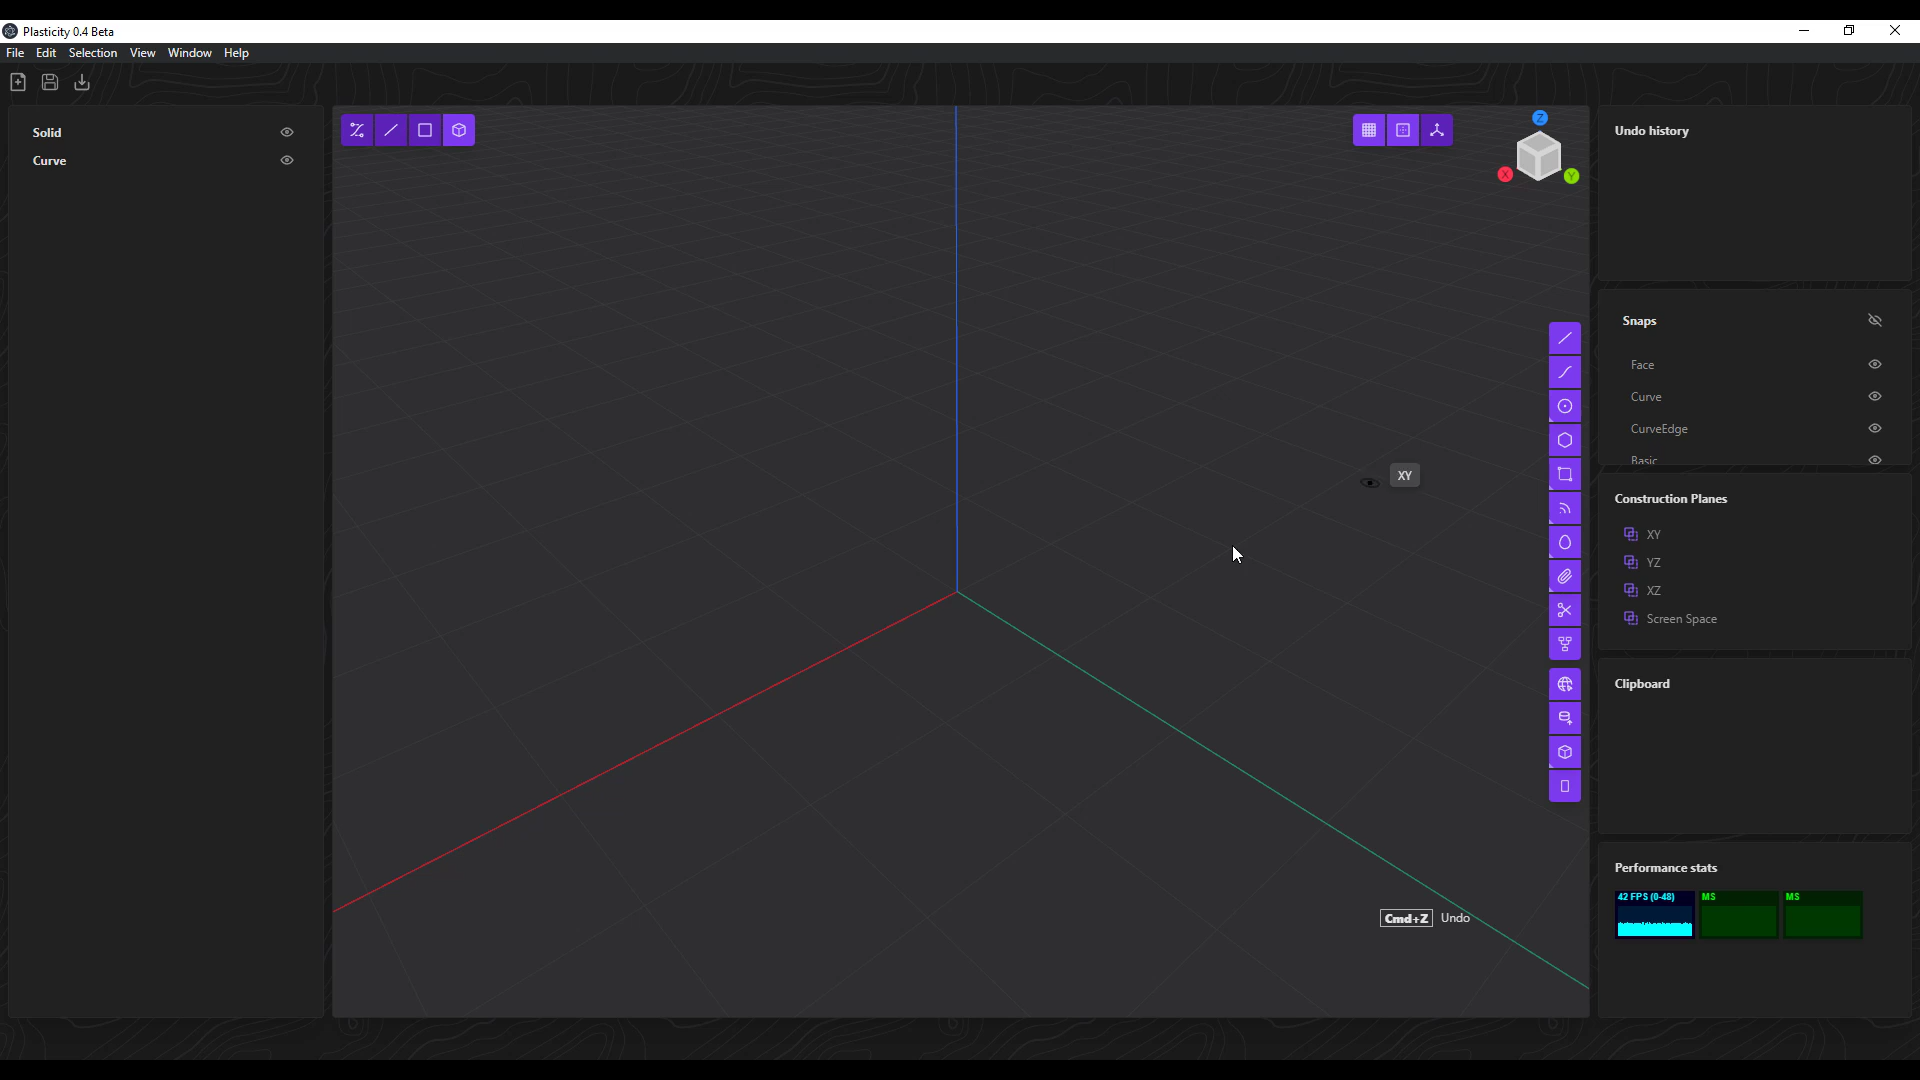 Plasticity 0.4 Beta
File Edit Selection View Window Help
Solid
Curve
Z
X
Y
XY
Cmd+Z Undo
Undo history
Snaps
Face
Curve
CurveEdge
Basic
Construction Planes
XY
YZ
XZ
Screen Space
Clipboard
Performance stats
42 FPS (0-48) MS MS